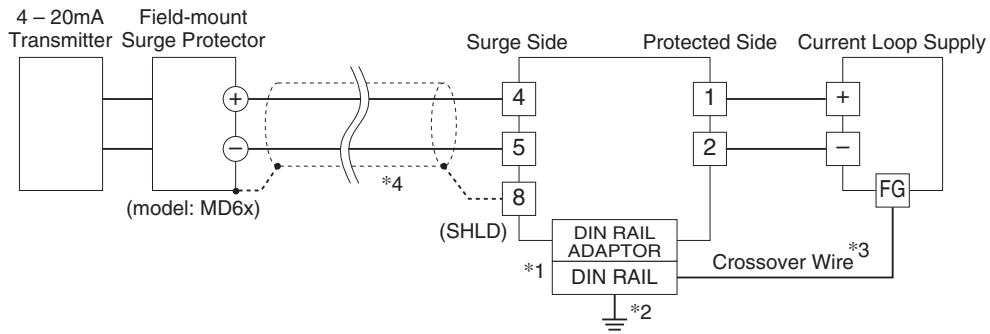 4 – 20mA
Transmitter
Field-mount
Surge Protector
Surge Side
Protected Side
Current Loop Supply
+
–
4
5
8
1
2
+
–
FG
*4
(model: MD6x)
(SHLD)
DIN RAIL
ADAPTOR
*1
DIN RAIL
Crossover Wire*3
*2